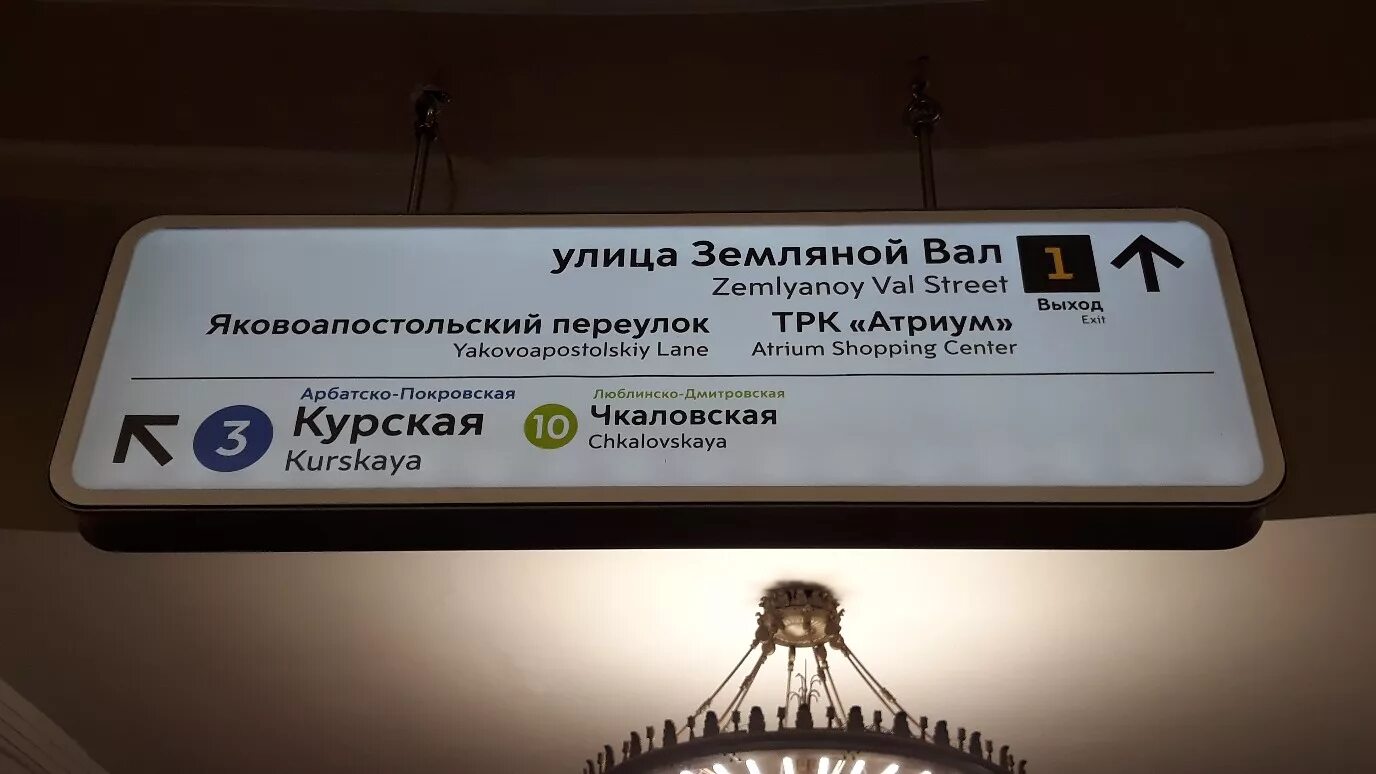 улица Земляной Вал 1
Zemlyanoy Val Street
Выход
Exit
Яковоапостольский переулок
Yakovoapostolskiy Lane
ТРК «Атриум»
Atrium Shopping Center
3
Арбатско-Покровская
Курская
Kurskaya
10
Люблинско-Дмитровская
Чкаловская
Chkalovskaya